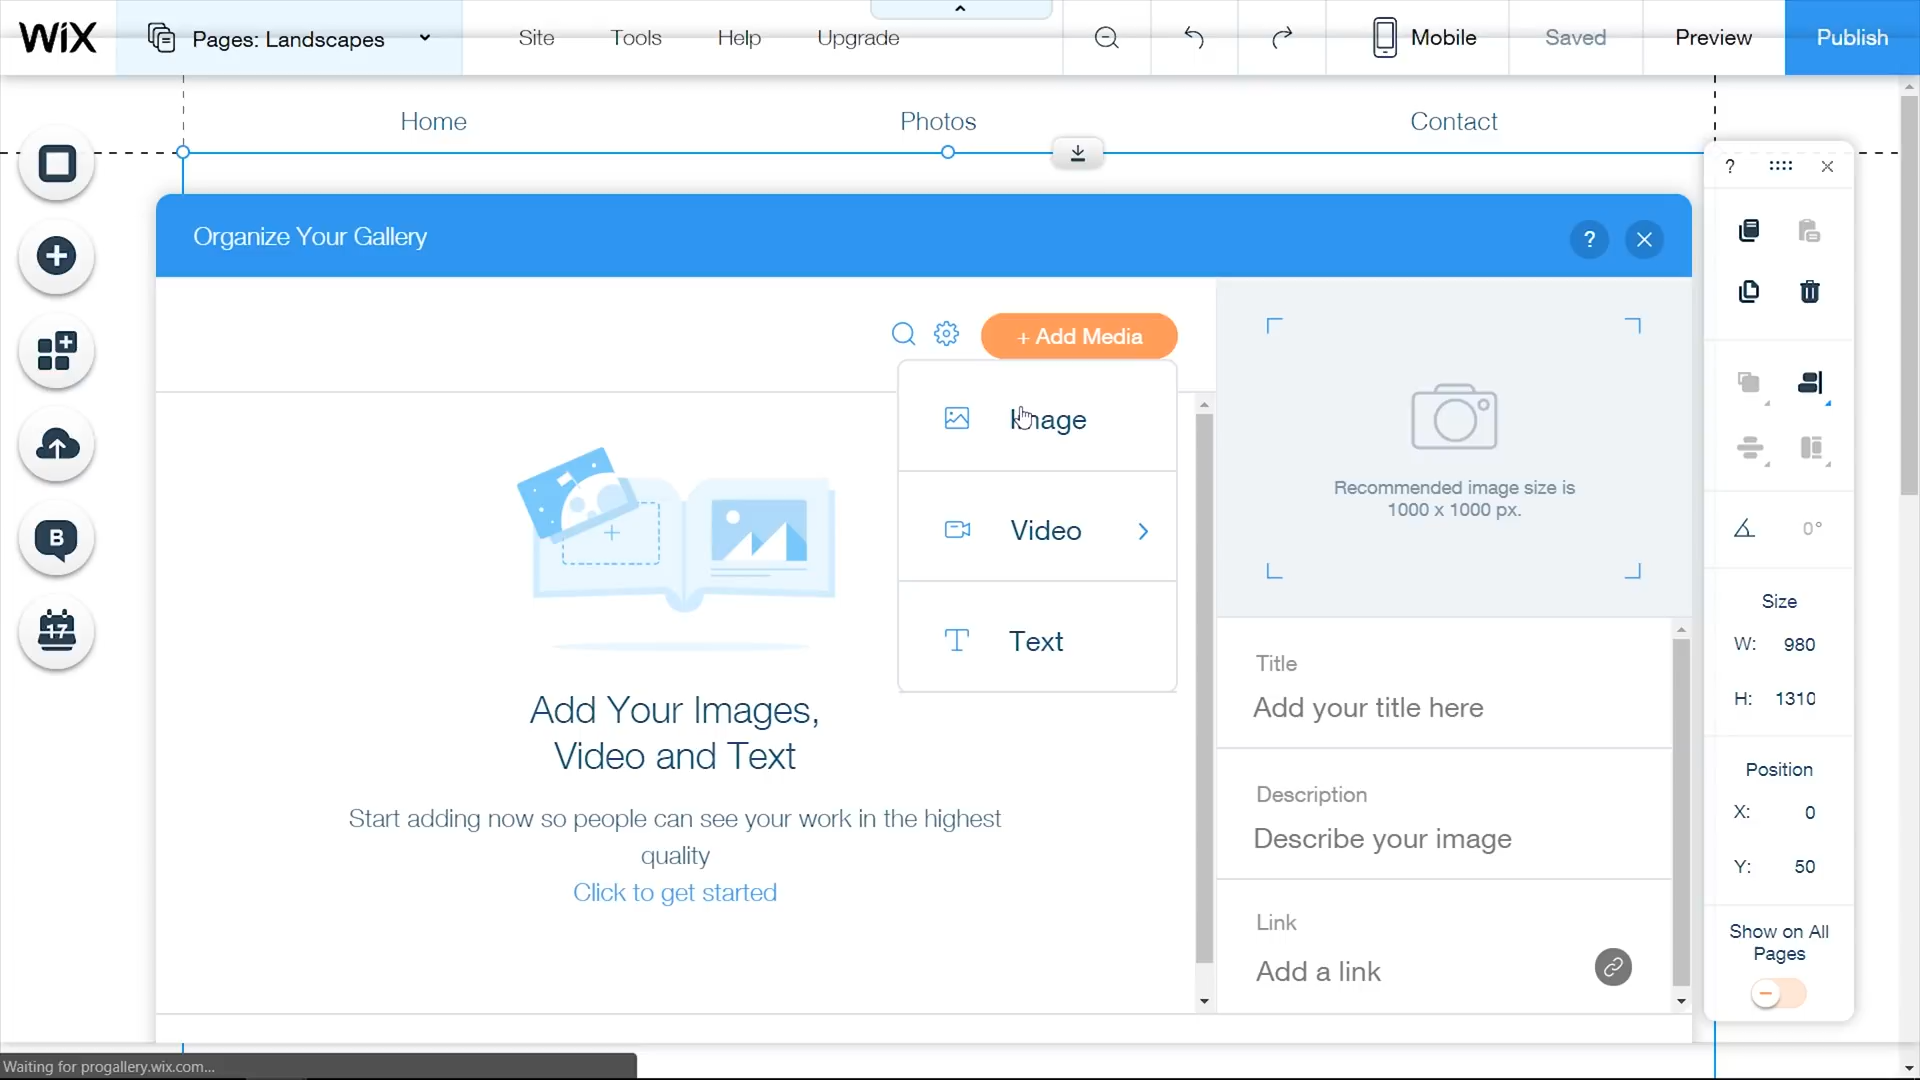 WiX
Pages: Landscapes
Site
Tools
Help
Upgrade
Mobile
Saved
Preview
Publish
Home
Photos
Contact
Organize Your Gallery
?
?
+ Add Media
Image
Video
Text
Add Your Images,
Video and Text
Start adding now so people can see your work in the highest
quality
Click to get started
Recommended image size is
1000 x 1000 px.
Title
Add your title here
Description
Describe your image
Link
Add a link
B
17
0°
Size
W: 980
H: 1310
Position
X: 0
Y: 50
Show on All
Pages
Waiting for progallery.wix.com...